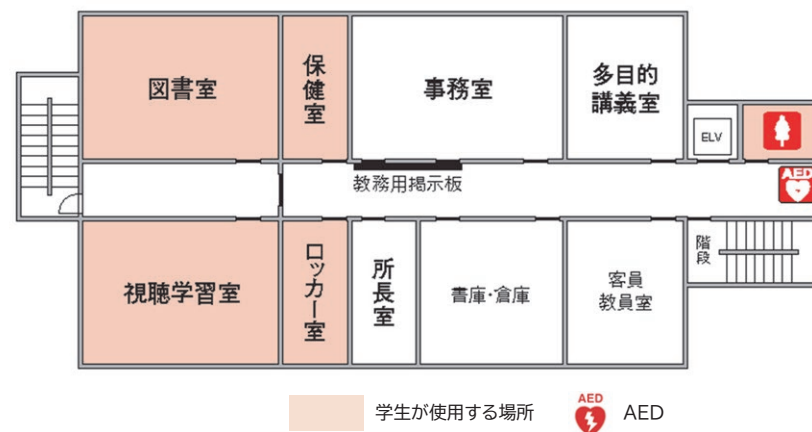 図書室
保健室
事務室
多目的
講義室
ELV
AED
教務用掲示板
視聴学習室
ロッカー室
所長室
書庫・倉庫
客員
教員室
階段
学生が使用する場所
AED
AED